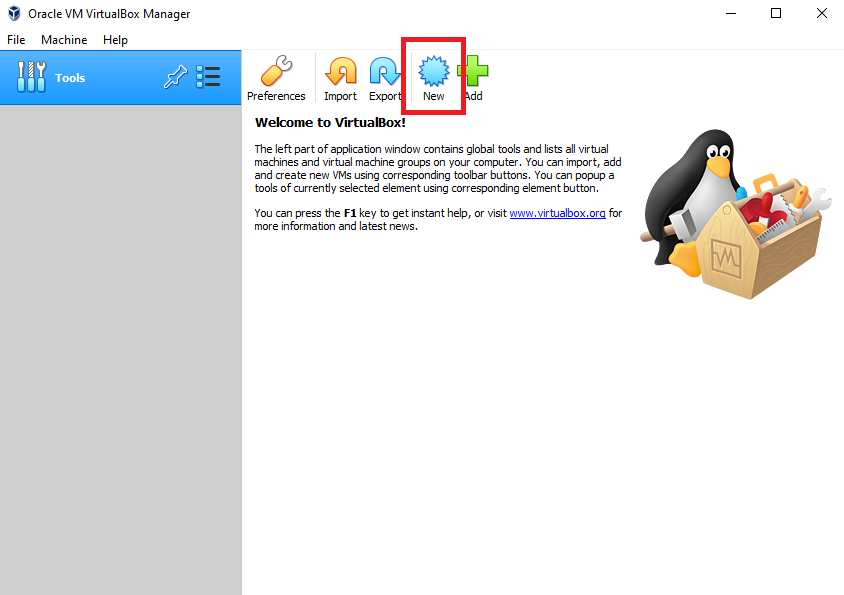 Oracle VM VirtualBox Manager
File Machine Help
Tools
Preferences Import Export New Add
Welcome to VirtualBox!
The left part of application window contains global tools and lists all virtual
machines and virtual machine groups on your computer. You can import, add
and create new VMs using corresponding toolbar buttons. You can popup a
tools of currently selected element using corresponding element button.
You can press the F1 key to get instant help, or visit www.virtualbox.org for
more information and latest news.